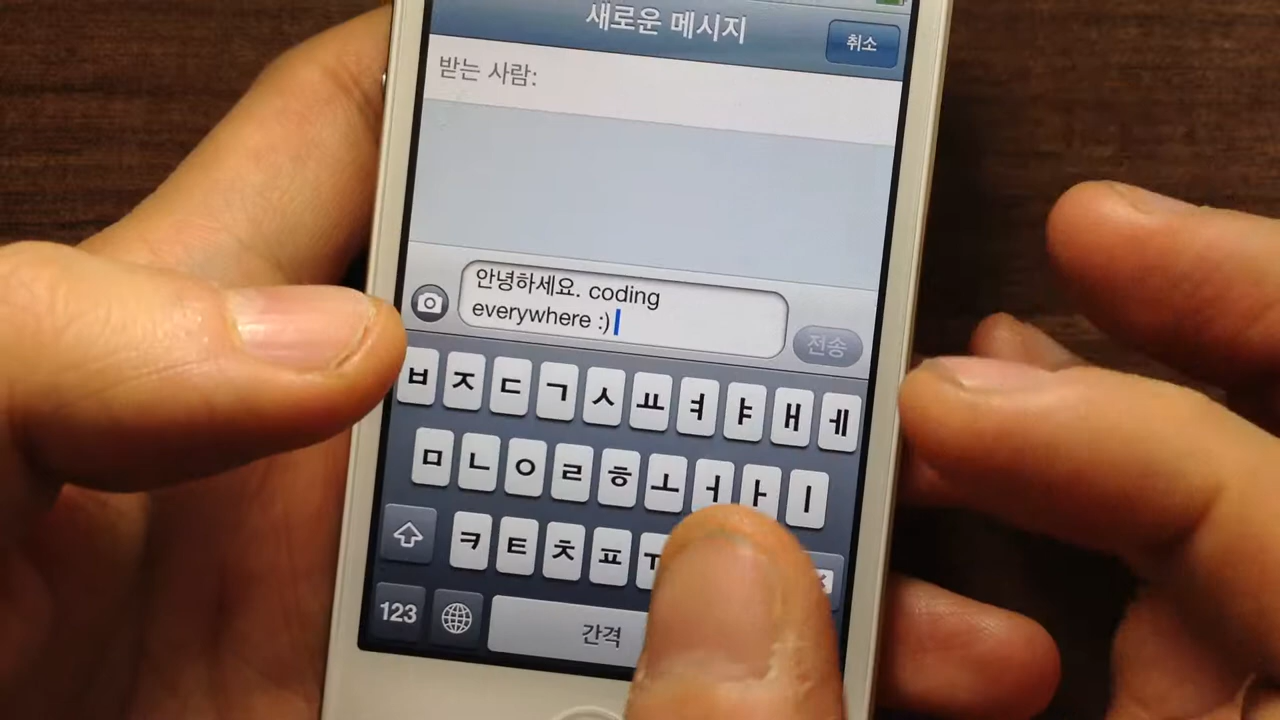 새로운 메시지
취소
받는 사람:
안녕하세요. coding
everywhere :)
전송
ㅂ ㅈ ㄷ ㄱ ㅅ ㅛ ㅕ ㅑ ㅐ ㅔ
ㅁ ㄴ ㅇ ㄹ ㅎ ㅗ ㅓ ㅏ ㅣ
ㅋ ㅌ ㅊ ㅍ ㅠ
123
간격